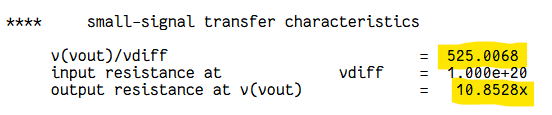 **** small-signal transfer characteristics
v(vout)/vdiff = 525.0068
input resistance at vdiff = 1.000e+20
output resistance at v(vout) = 10.8528x